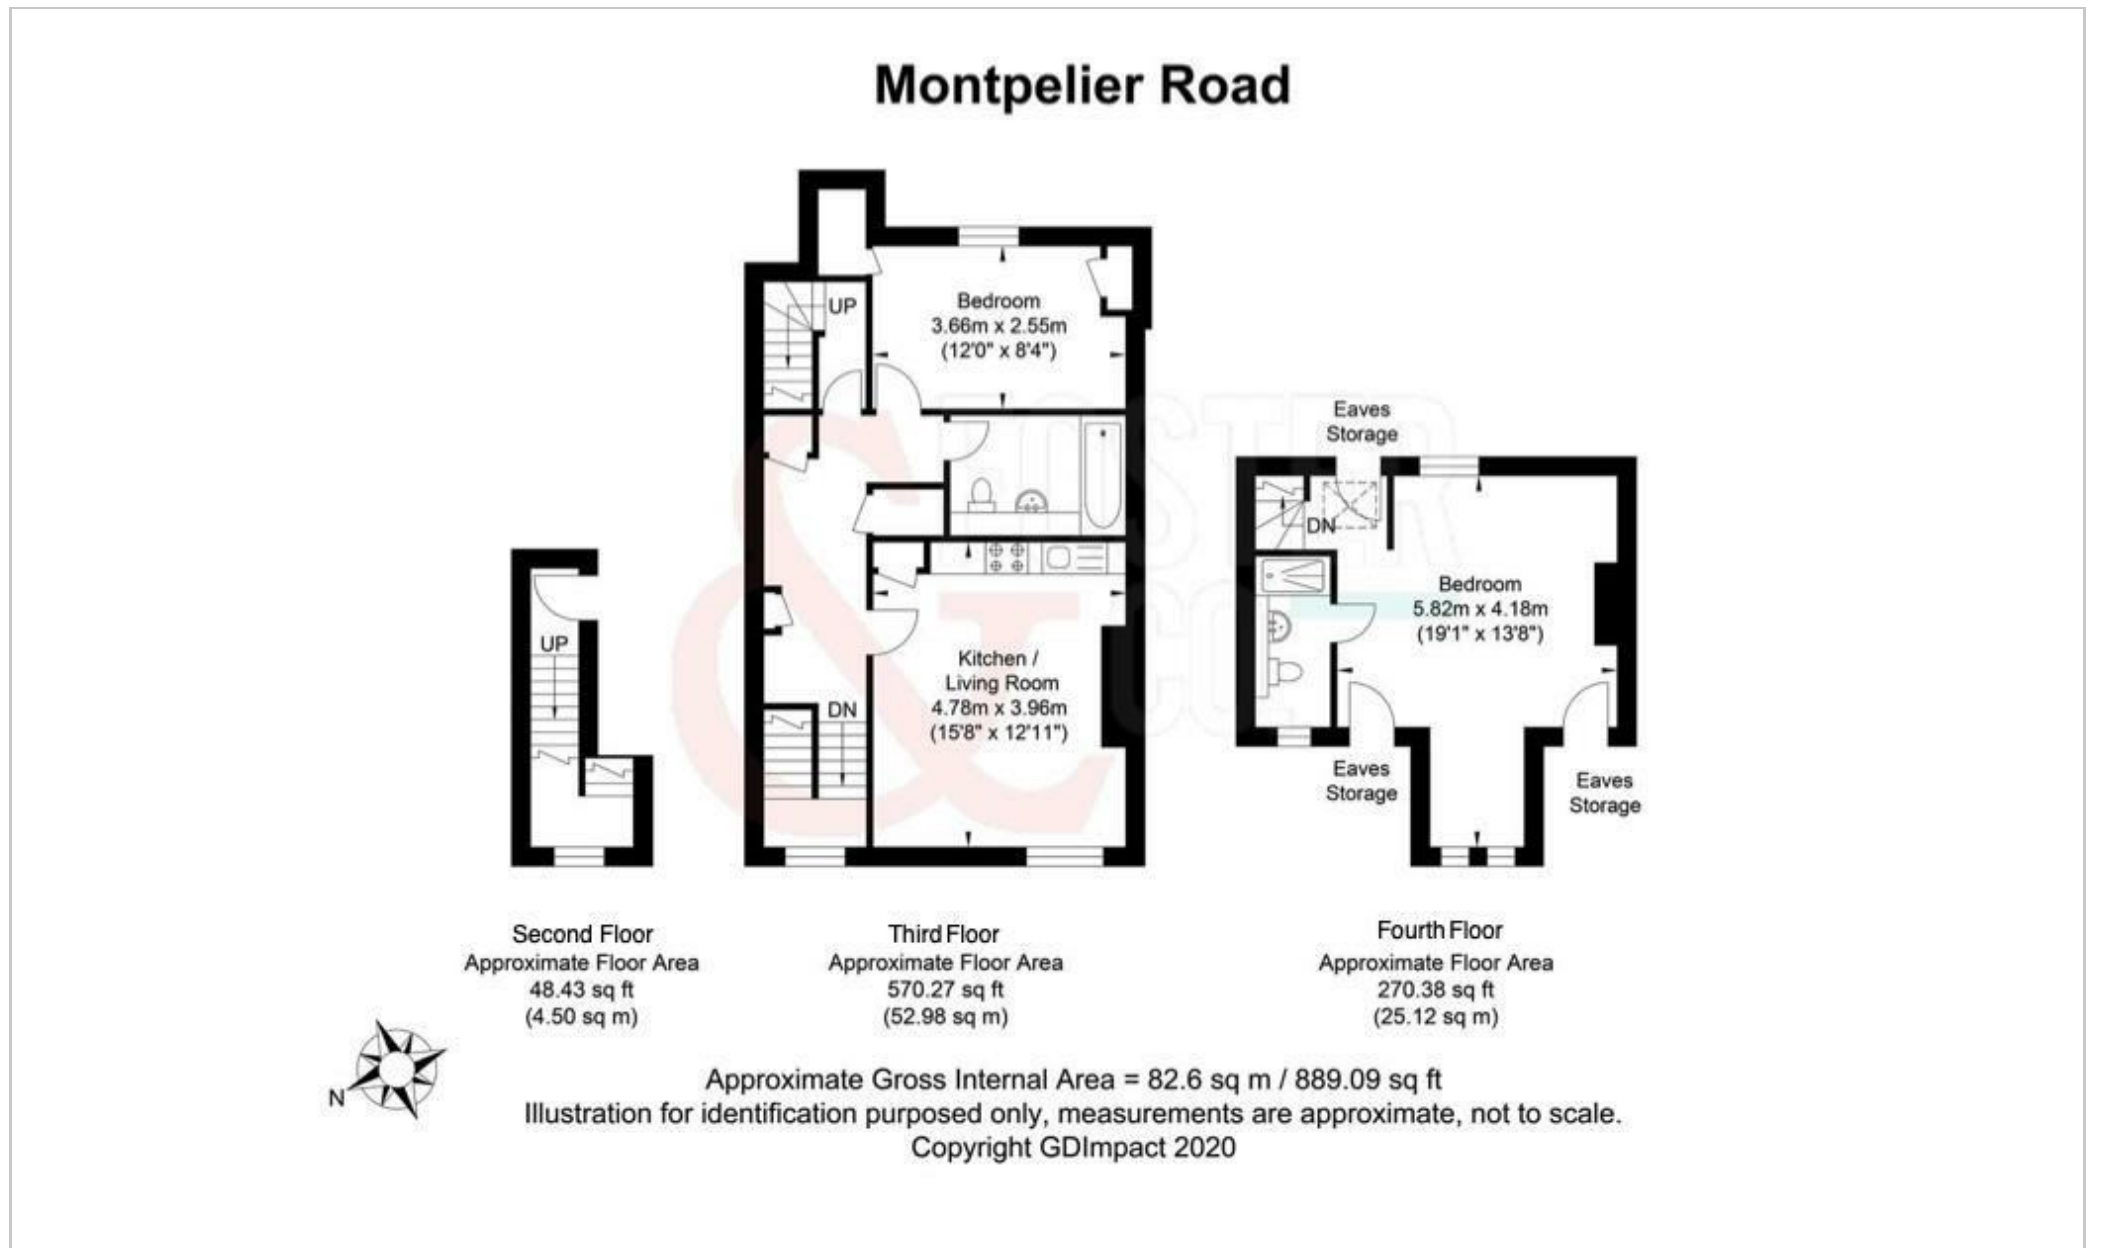 Montpelier Road
UP
Bedroom
3.66m x 2.55m
(12'0" x 8'4")
Eaves
Storage
DN
Bedroom
5.82m x 4.18m
(19'1" x 13'8")
UP
Kitchen /
Living Room
4.78m x 3.96m
(15'8" x 12'11")
DN
Eaves
Storage
Eaves
Storage
FOSTER
& CO.
Second Floor
Approximate Floor Area
48.43 sq ft
(4.50 sq m)
Third Floor
Approximate Floor Area
570.27 sq ft
(52.98 sq m)
Fourth Floor
Approximate Floor Area
270.38 sq ft
(25.12 sq m)
N
Approximate Gross Internal Area = 82.6 sq m / 889.09 sq ft
Illustration for identification purposed only, measurements are approximate, not to scale.
Copyright GDImpact 2020